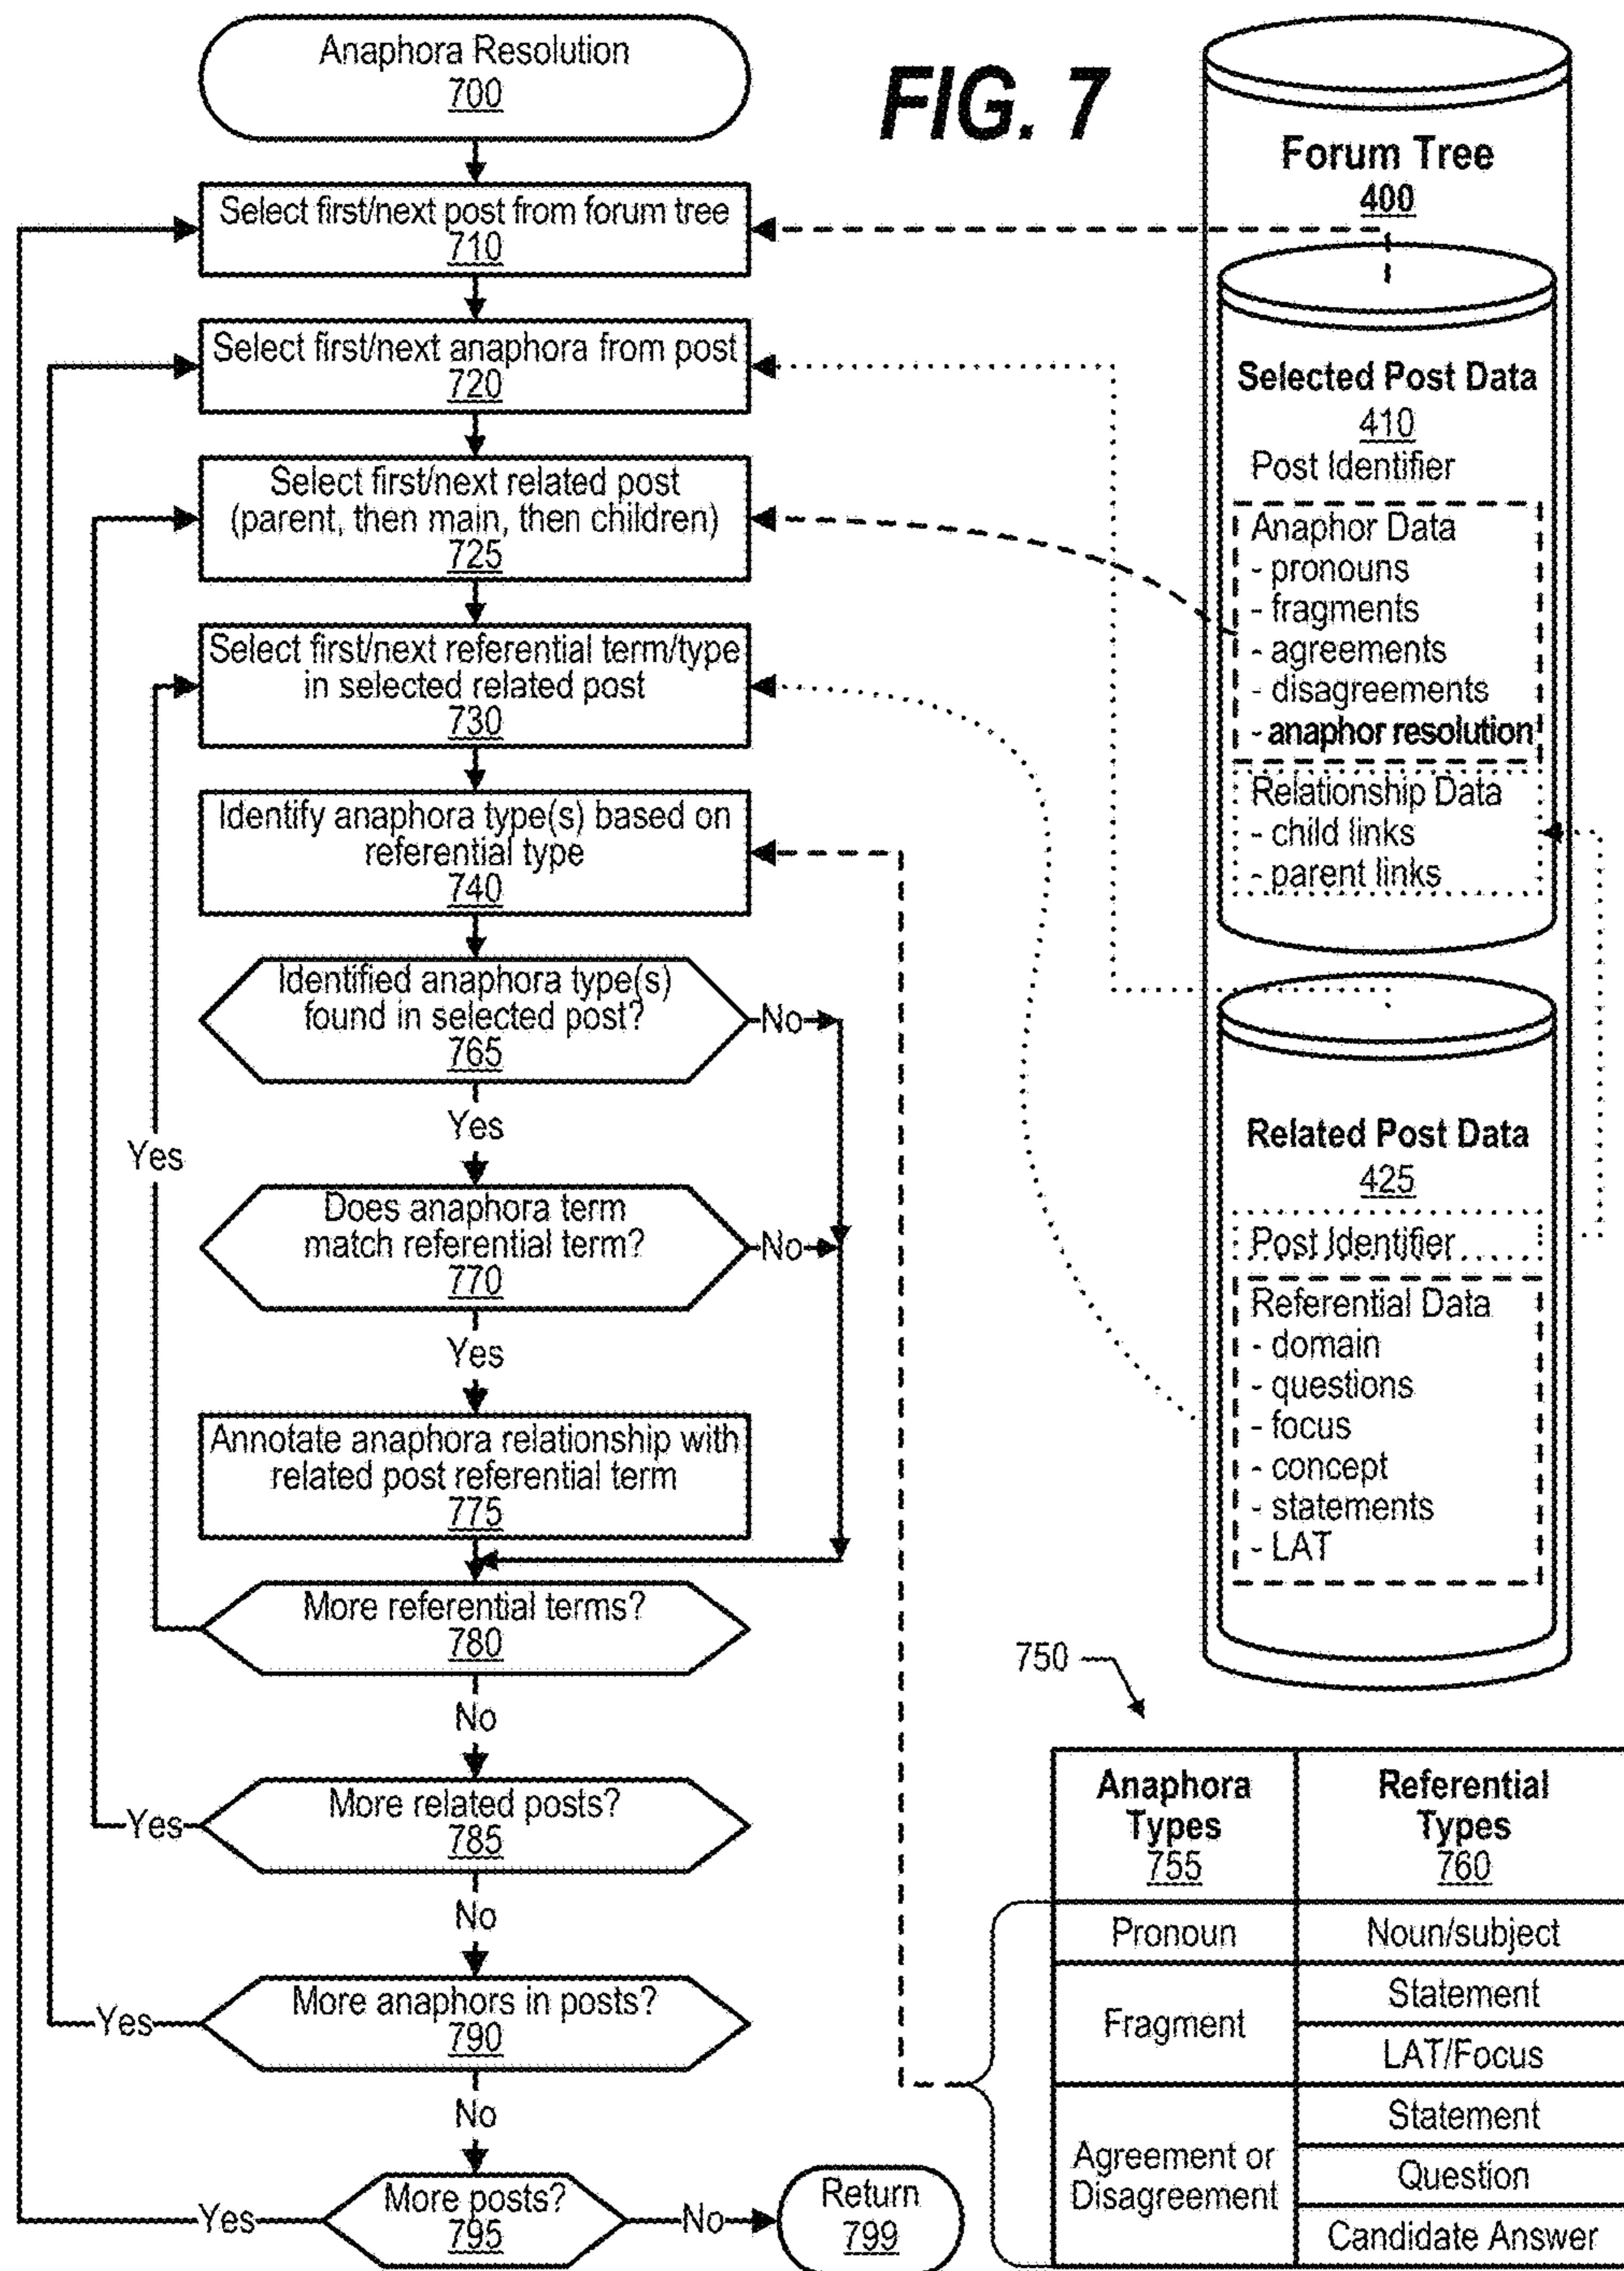 FIG. 7
Anaphora Resolution
700
Select first/next post from forum tree
710
Select first/next anaphora from post
720
Select first/next related post
(parent, then main, then children)
725
Select first/next referential term/type
in selected related post
730
Identify anaphora type(s) based on
referential type
740
Identified anaphora type(s)
found in selected post?
765
No
Yes
Does anaphora term
match referential term?
770
No
Yes
Annotate anaphora relationship with
related post referential term
775
More referential terms?
780
Yes
No
More related posts?
785
Yes
No
More anaphors in posts?
790
Yes
No
More posts?
795
Yes
No
Return
799
Forum Tree
400
Selected Post Data
410
Post Identifier
Anaphor Data
- pronouns
- fragments
- agreements
- disagreements
- anaphor resolution
Relationship Data
- child links
- parent links
Related Post Data
425
Post Identifier
Referential Data
- domain
- questions
- focus
- concept
- statements
- LAT
750
Anaphora
Types
755
Referential
Types
760
Pronoun
Noun/subject
Fragment
Statement
LAT/Focus
Agreement or
Disagreement
Statement
Question
Candidate Answer